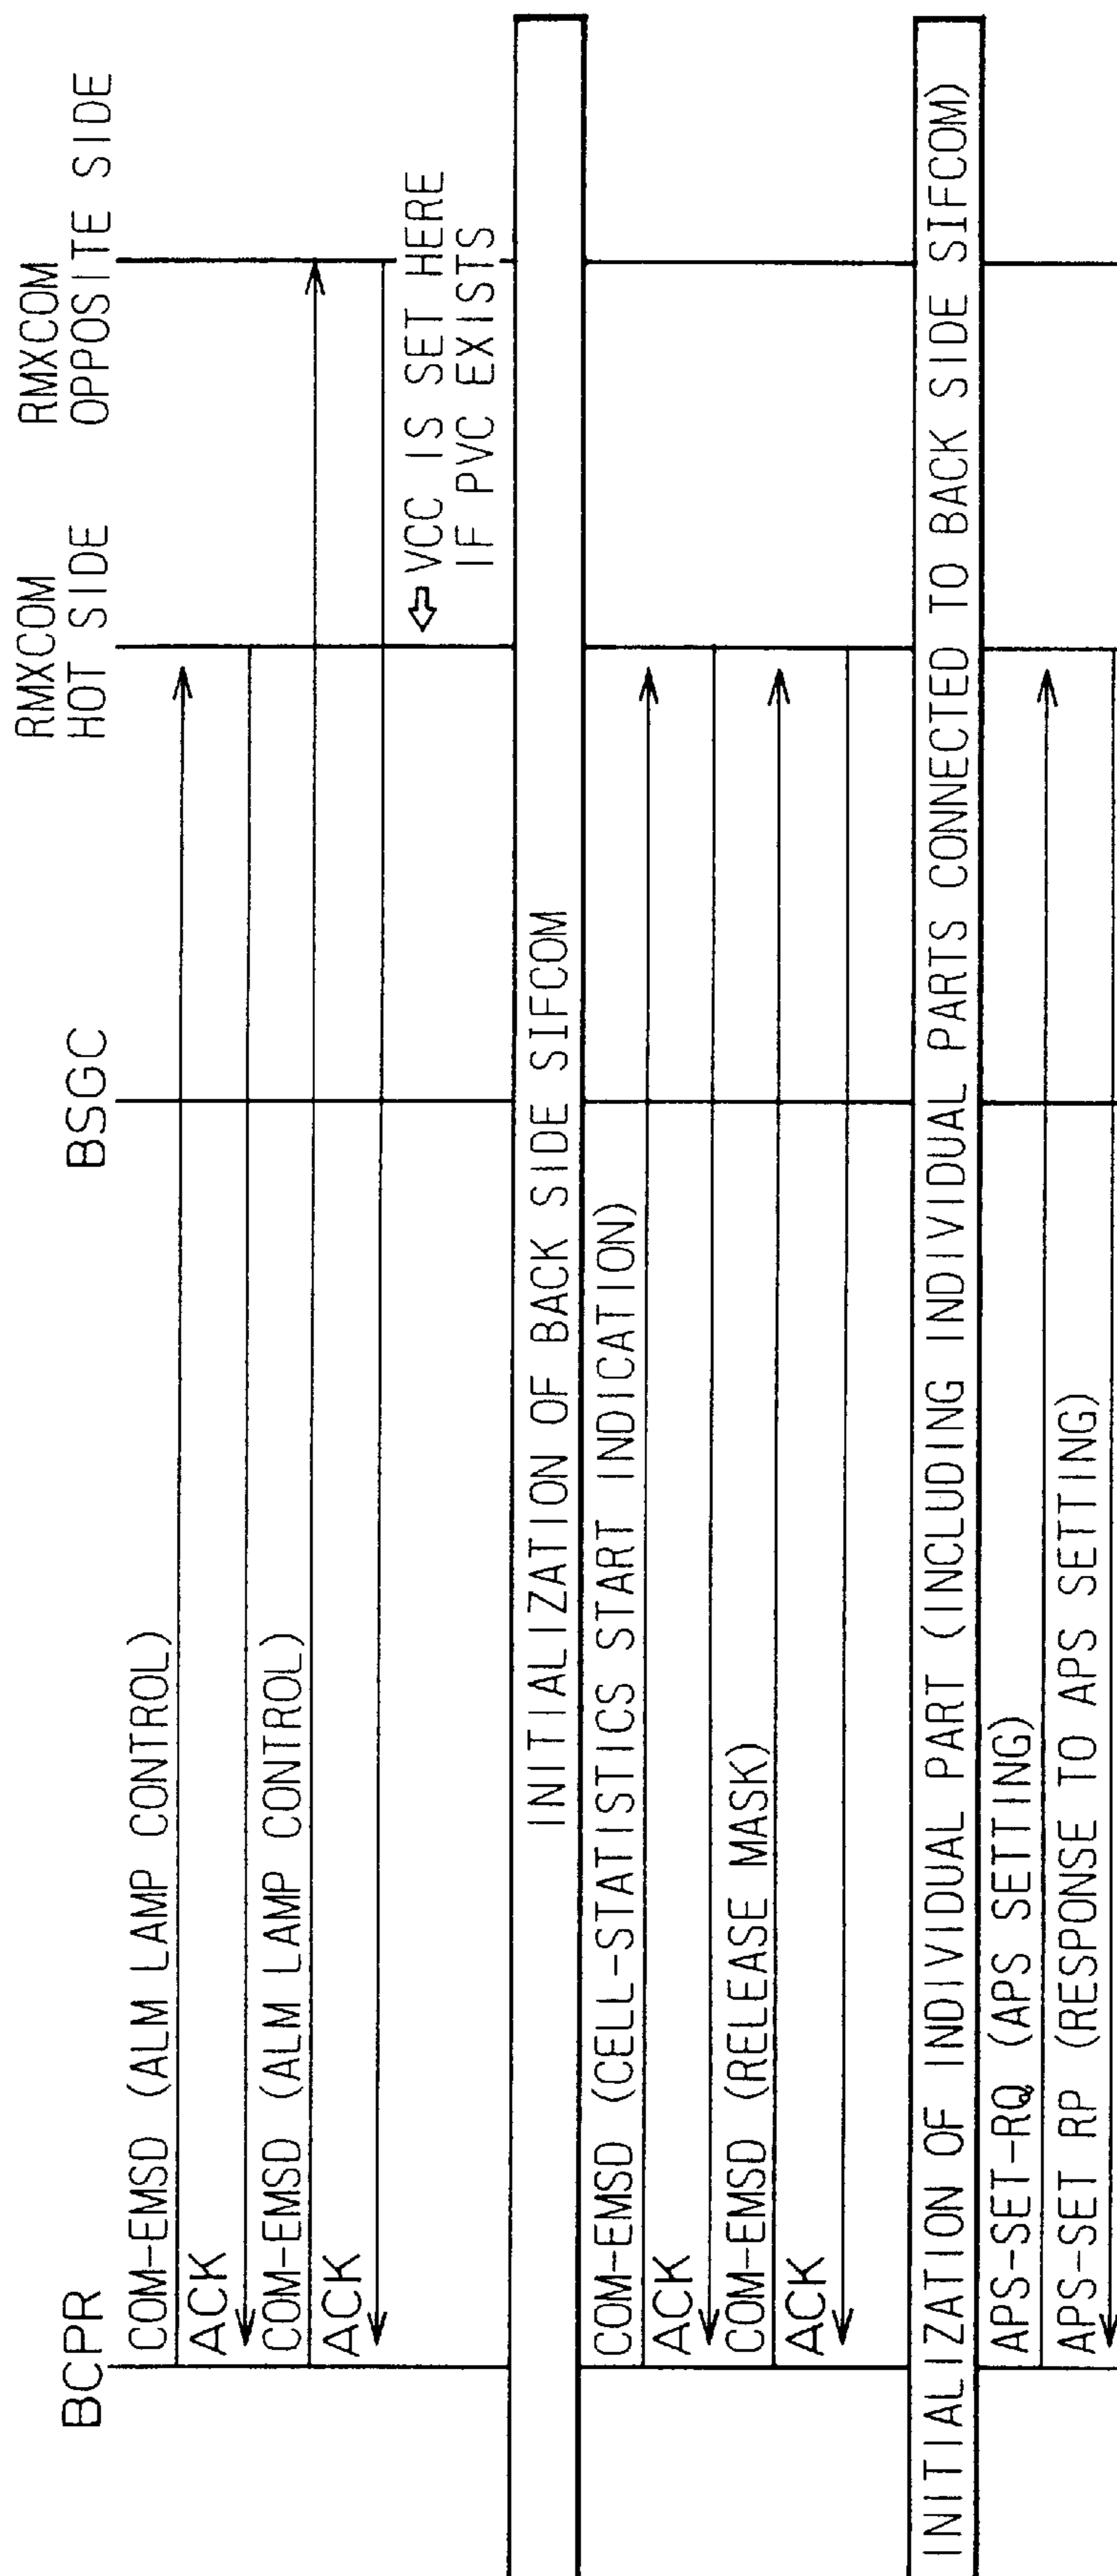 BCPR
BSGC
RMXCOM
HOT SIDE
RMXCOM
OPPOSITE SIDE
COM-EMSD (ALM LAMP CONTROL)
ACK
COM-EMSD (ALM LAMP CONTROL)
ACK
VCC IS SET HERE
IF PVC EXISTS
INITIALIZATION OF BACK SIDE SIFCOM
COM-EMSD (CELL-STATISTICS START INDICATION)
ACK
COM-EMSD (RELEASE MASK)
ACK
INITIALIZATION OF INDIVIDUAL PART (INCLUDING INDIVIDUAL PARTS CONNECTED TO BACK SIDE SIFCOM)
APS-SET-RQ (APS SETTING)
APS-SET RP (RESPONSE TO APS SETTING)